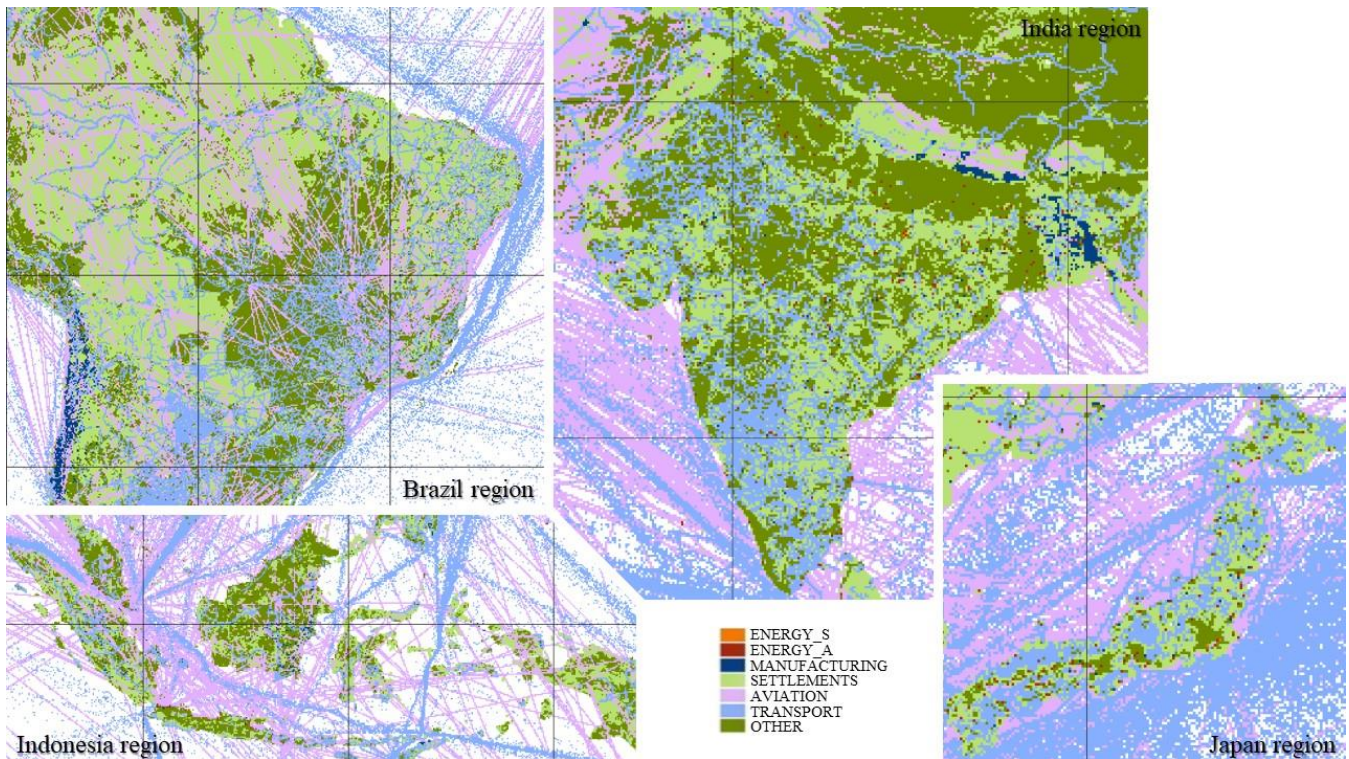 India region
Brazil region
Indonesia region
ENERGY_S
ENERGY_A
MANUFACTURING
SETTLEMENTS
AVIATION
TRANSPORT
OTHER
Japan region